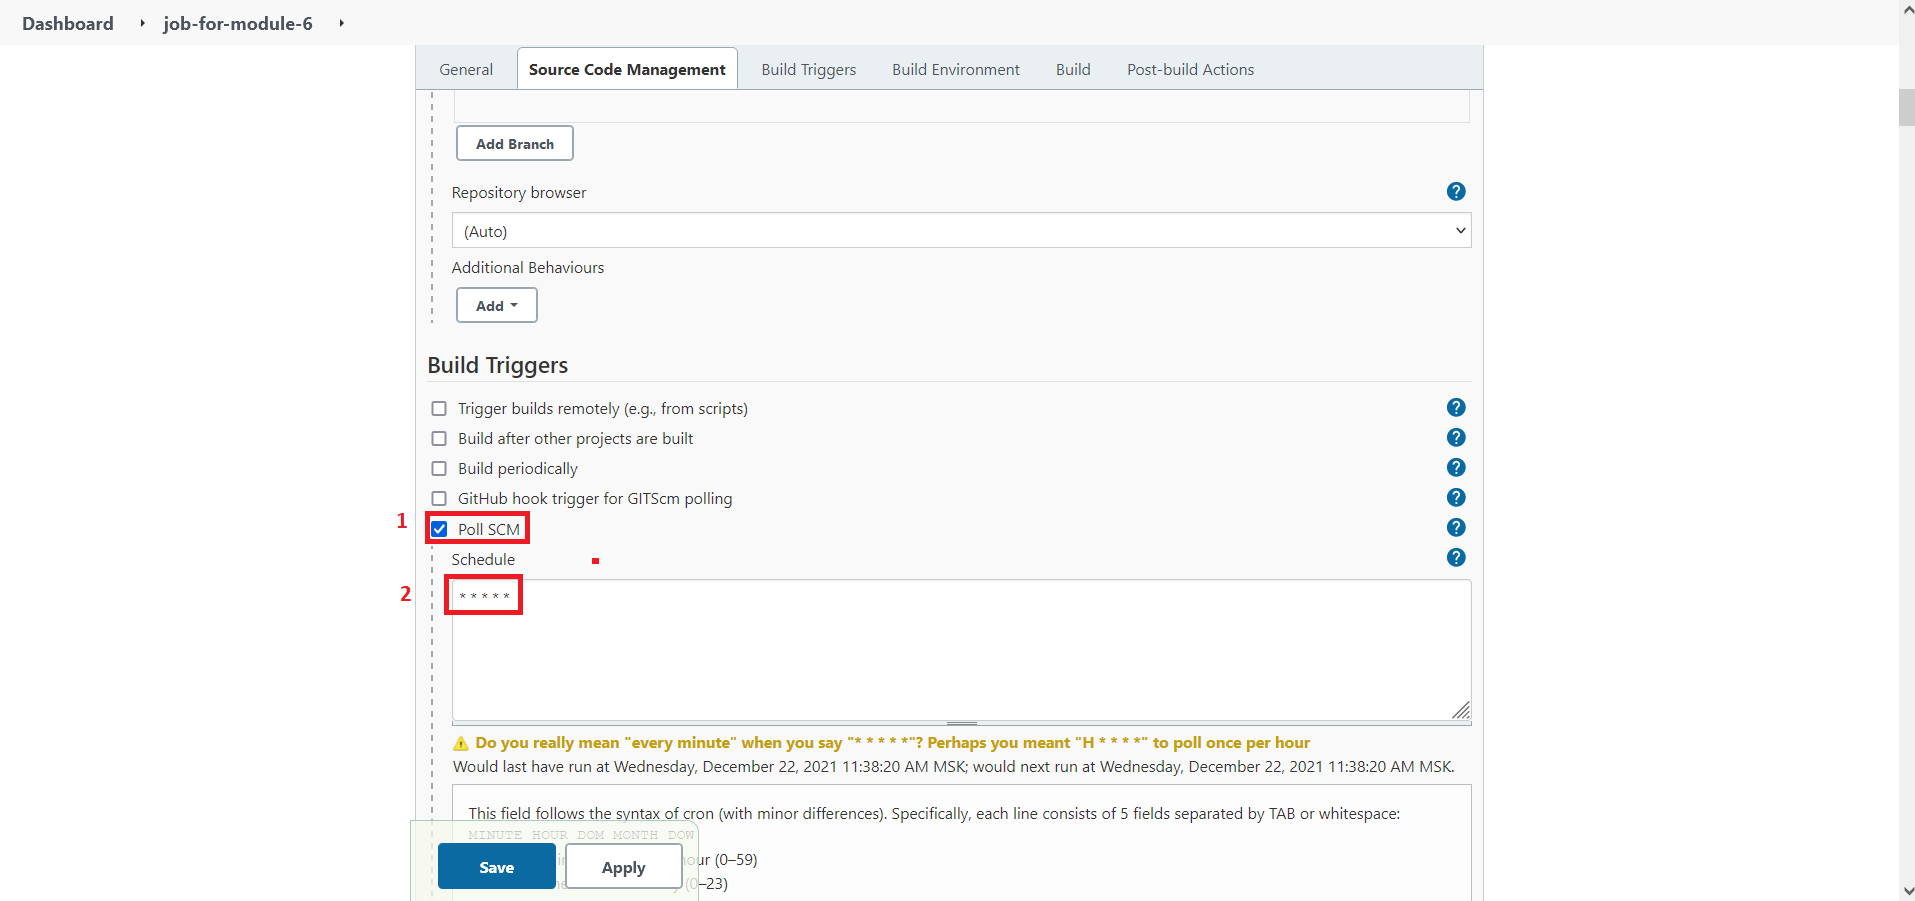 Dashboard job-for-module-6
General Source Code Management Build Triggers Build Environment Build Post-build Actions
Add Branch
Repository browser
(Auto)
Additional Behaviours
Add
Build Triggers
Trigger builds remotely (e.g., from scripts)
Build after other projects are built
Build periodically
GitHub hook trigger for GITScm polling
1 Poll SCM
Schedule
2 * * * * *
Do you really mean "every minute" when you say "* * * * *"? Perhaps you meant "H * * * *" to poll once per hour
Would last have run at Wednesday, December 22, 2021 11:38:20 AM MSK; would next run at Wednesday, December 22, 2021 11:38:20 AM MSK.
This field follows the syntax of cron (with minor differences). Specifically, each line consists of 5 fields separated by TAB or whitespace:
MINUTE HOUR DOM MONTH DOW
(0–59)
(0–23)
Save Apply